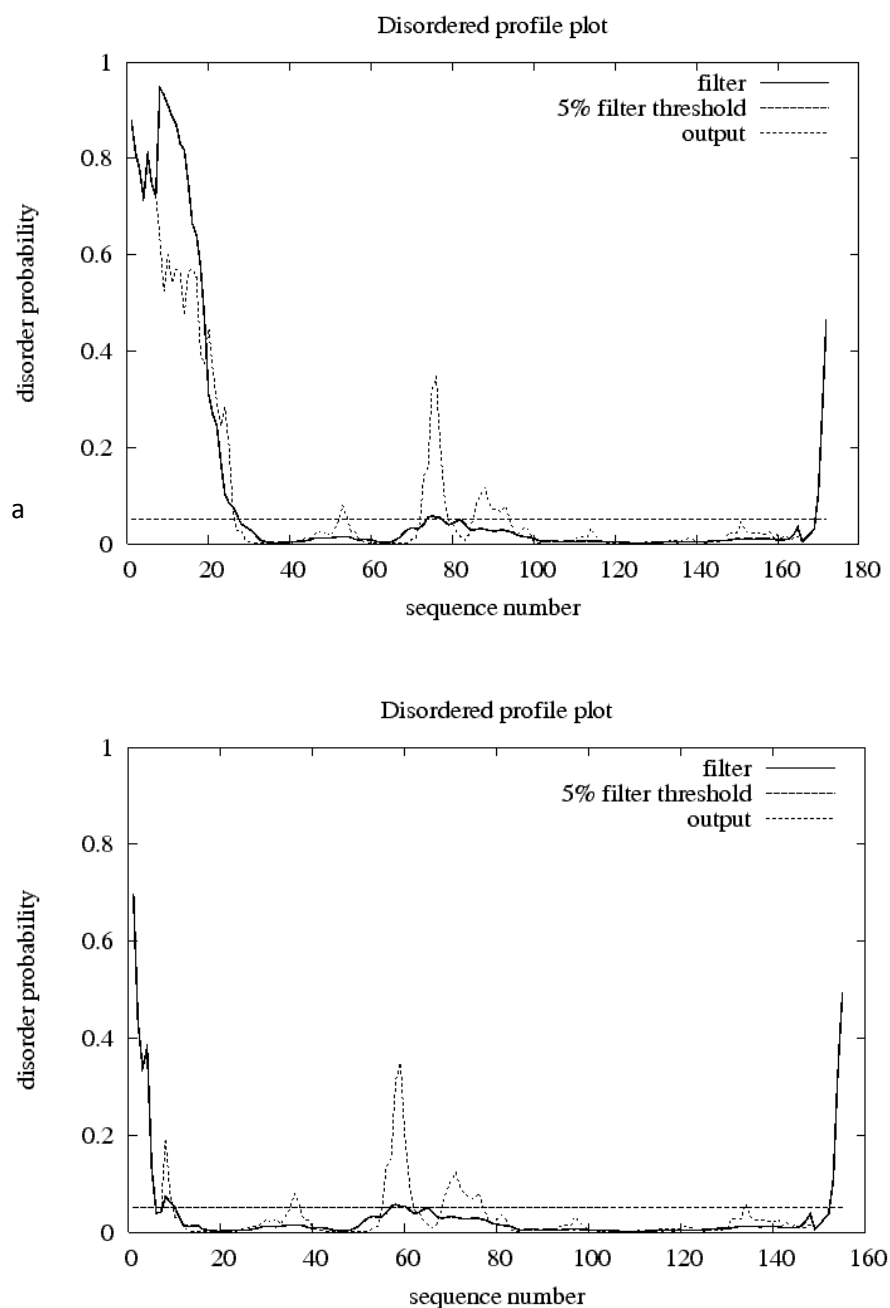 Disordered profile plot
1
0.8
0.6
0.4
0.2
0
disorder probability
filter
5% filter threshold
output
a
0 20 40 60 80 100 120 140 160 180
sequence number
Disordered profile plot
1
0.8
0.6
0.4
0.2
0
disorder probability
filter
5% filter threshold
output
0 20 40 60 80 100 120 140 160
sequence number